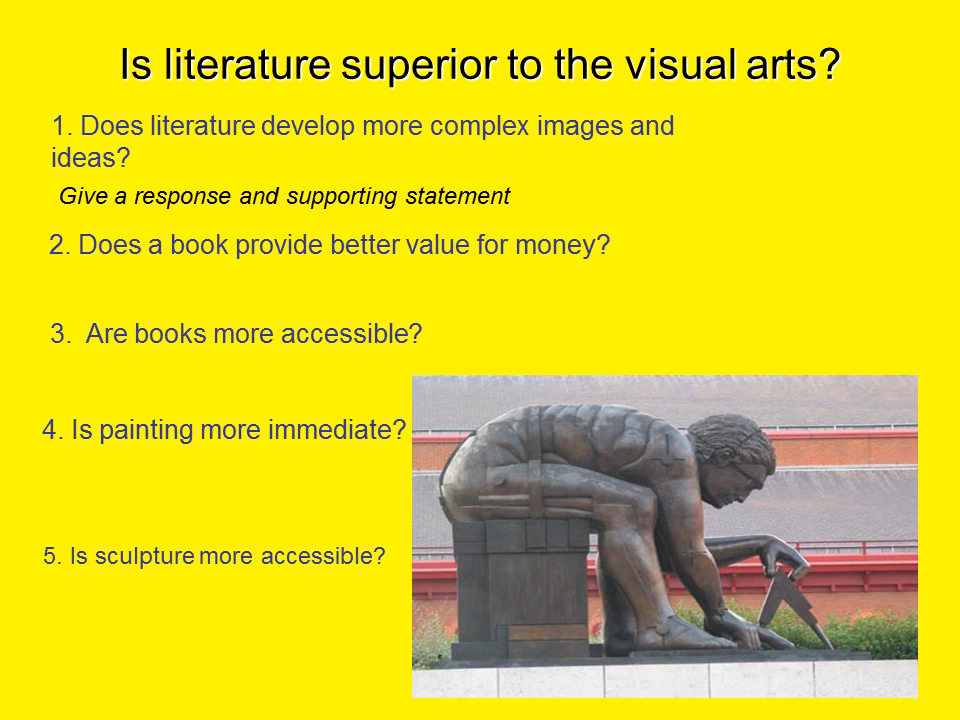 Is literature superior to the visual arts?
1. Does literature develop more complex images and
ideas?
Give a response and supporting statement
2. Does a book provide better value for money?
3.  Are books more accessible?
4. Is painting more immediate?
5. Is sculpture more accessible?